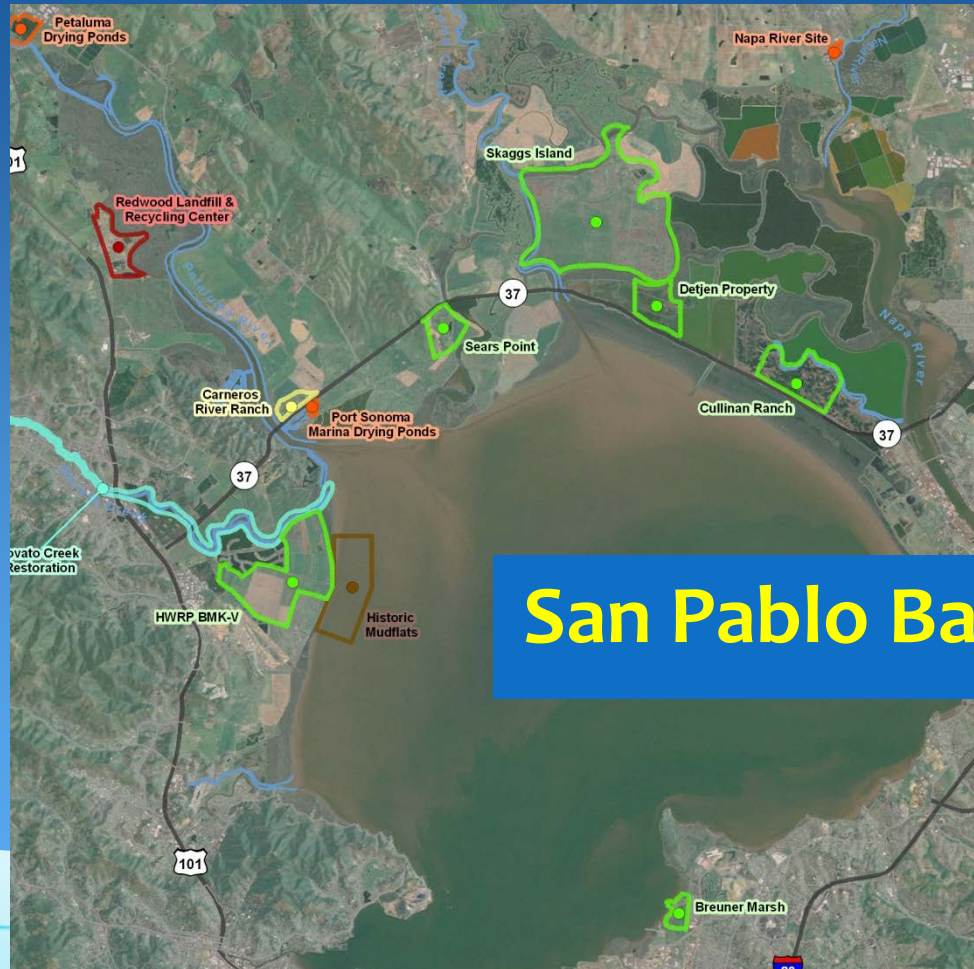 Petaluma
Drying Ponds
Napa River Site
Napa River
Skaggs Island
Redwood Landfill &
Recycling Center
Petaluma River
37
Detjen Property
Sears Point
Napa River
Carneros
River Ranch
Port Sonoma
Marina Drying Ponds
Cullinan Ranch
37
37
ovato Creek
Restoration
HWRP BMK-V
Historic
Mudflats
San Pablo Ba
101
Breuner Marsh